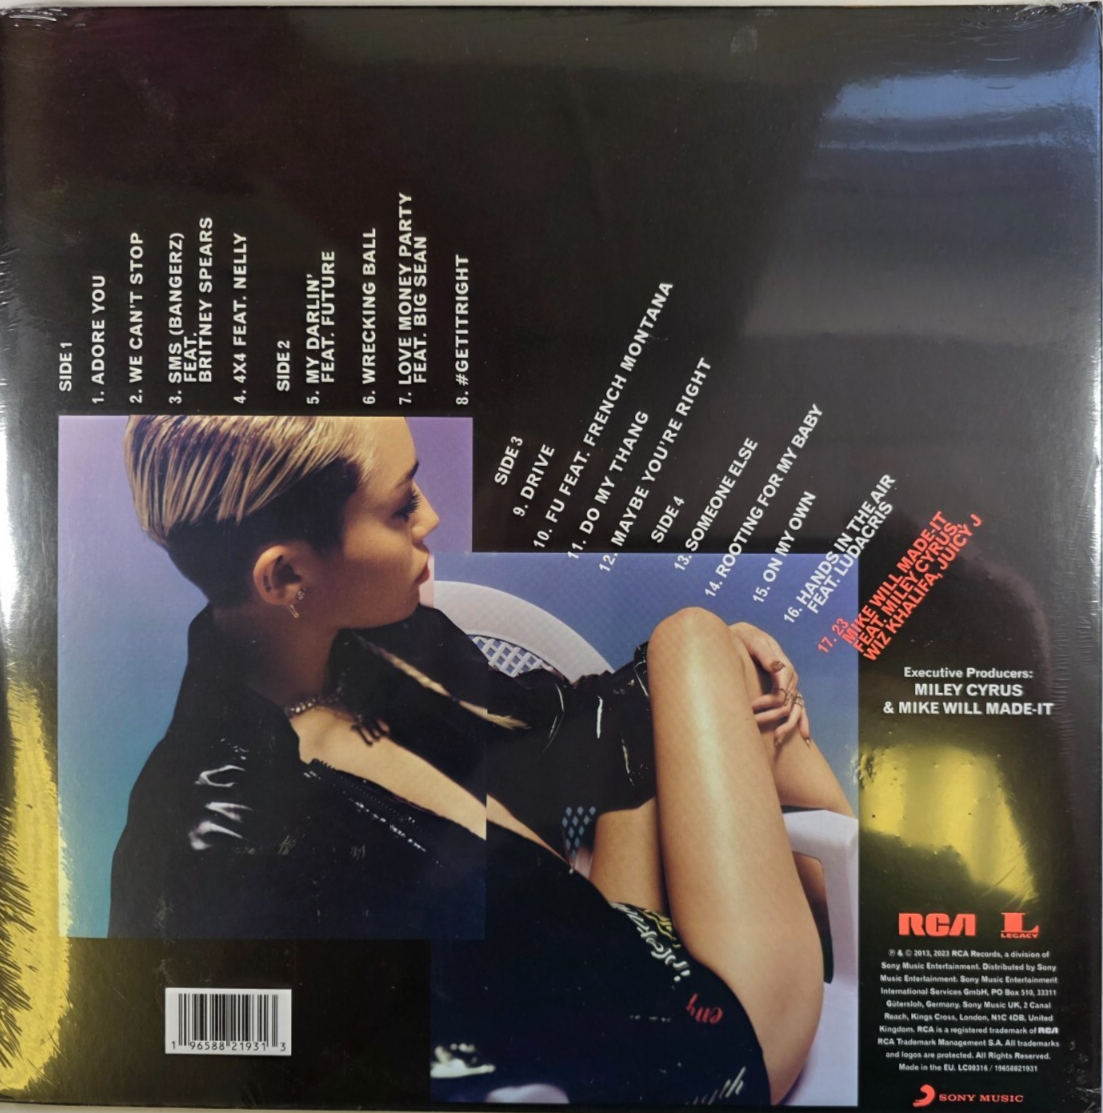 SIDE 1
1. ADORE YOU
2. WE CAN'T STOP
3. SMS (BANGERZ)
FEAT.
BRITNEY SPEARS
4. 4X4 FEAT. NELLY
SIDE 2
5. MY DARLIN'
FEAT. FUTURE
6. WRECKING BALL
7. LOVE MONEY PARTY
FEAT. BIG SEAN
8. #GETITRIGHT
SIDE 3
9. DRIVE
10. FU FEAT. FRENCH MONTANA
11. DO MY THANG
12. MAYBE YOU'RE RIGHT
SIDE 4
13. SOMEONE ELSE
14. ROOTING FOR MY BABY
15. ON MY OWN
16. HANDS IN THE AIR
FEAT. LUDACRIS
17. 23
MIKE WILL MADE-IT
FEAT. MILEY CYRUS,
WIZ KHALIFA, JUICY J
Executive Producers:
MILEY CYRUS
& MIKE WILL MADE-IT
RCA L
LEGACY
℗ & © 2013, 2023 RCA Records, a division of
Sony Music Entertainment. Distributed by Sony
Music Entertainment. Sony Music Entertainment
International Services GmbH, PO Box 510, 33311
Gütersloh, Germany. Sony Music UK, 2 Canal
Reach, Kings Cross, London, N1C 4DB, United
Kingdom. RCA is a registered trademark of RCA
RCA Trademark Management S.A. All trademarks
and logos are protected. All Rights Reserved.
Made in the EU. LC00316 / 19658821931
SONY MUSIC
1 96588 21931 3